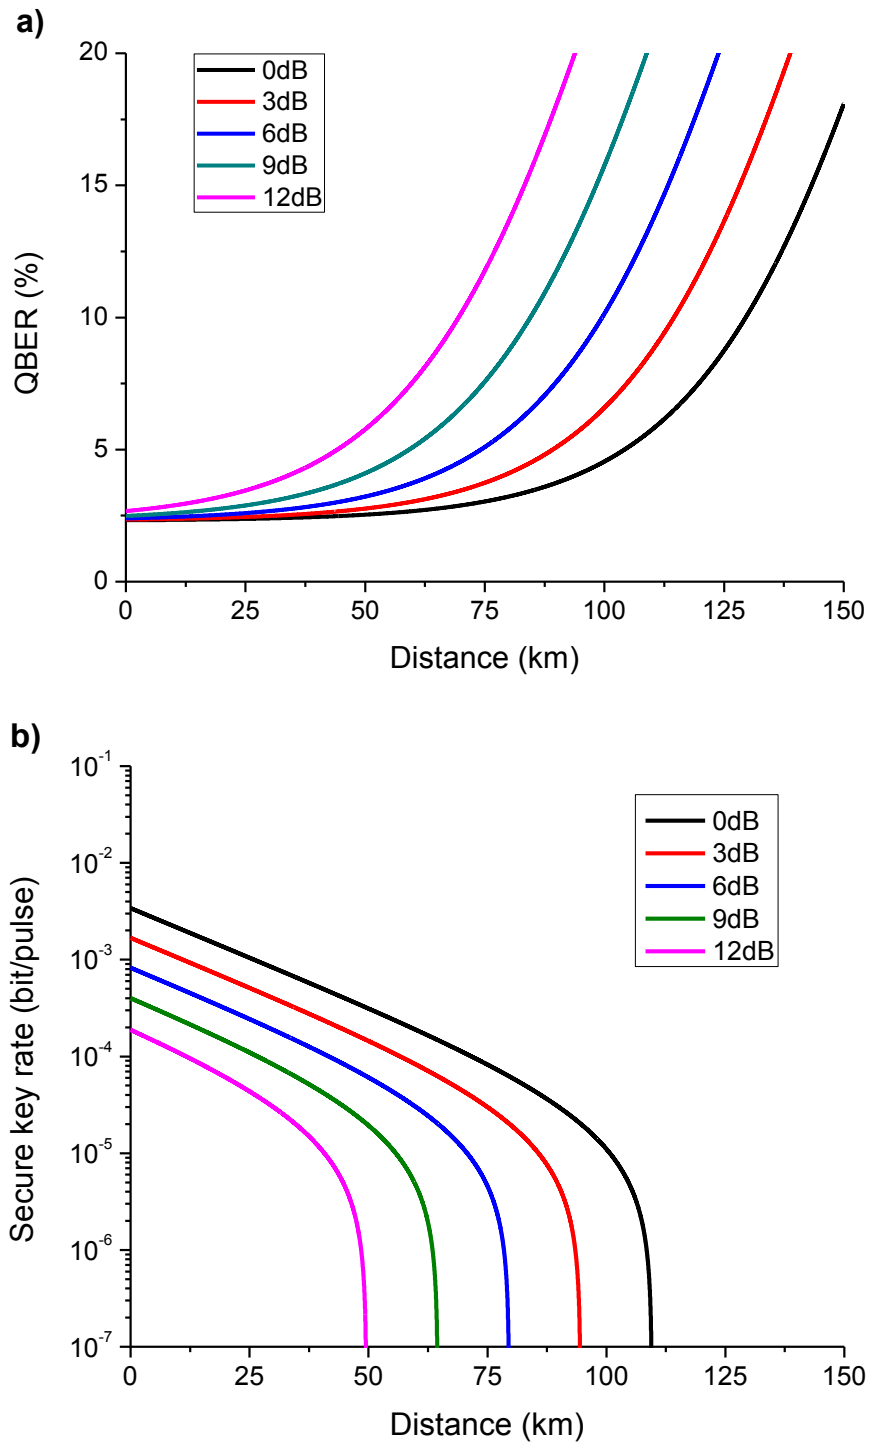 a)
20
15
10
5
0
QBER (%)
0dB
3dB
6dB
9dB
12dB
0 25 50 75 100 125 150
Distance (km)
b)
10-1
10-2
10-3
10-4
10-5
10-6
10-7
Secure key rate (bit/pulse)
0dB
3dB
6dB
9dB
12dB
0 25 50 75 100 125 150
Distance (km)